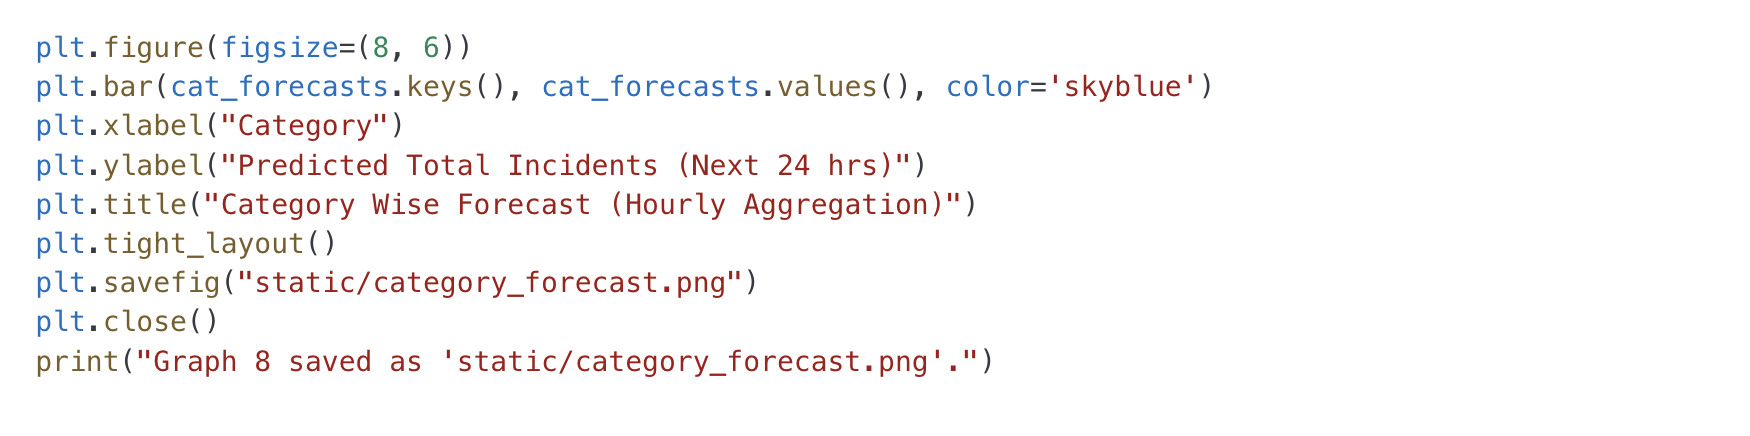 plt.figure(figsize=(8, 6))
plt.bar(cat_forecasts.keys(), cat_forecasts.values(), color='skyblue')
plt.xlabel("Category")
plt.ylabel("Predicted Total Incidents (Next 24 hrs)")
plt.title("Category Wise Forecast (Hourly Aggregation)")
plt.tight_layout()
plt.savefig("static/category_forecast.png")
plt.close()
print("Graph 8 saved as 'static/category_forecast.png'.")